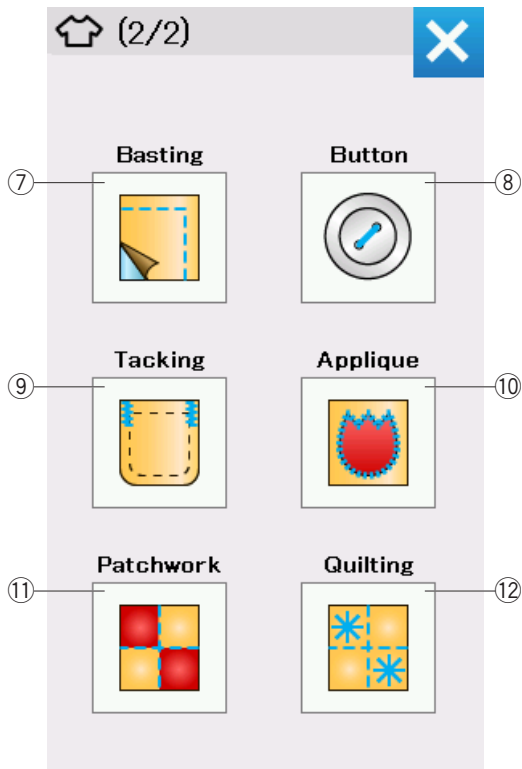 (2/2)
Basting
Button
⑦
⑧
Tacking
Applique
⑨
⑩
Patchwork
Quilting
⑪
⑫